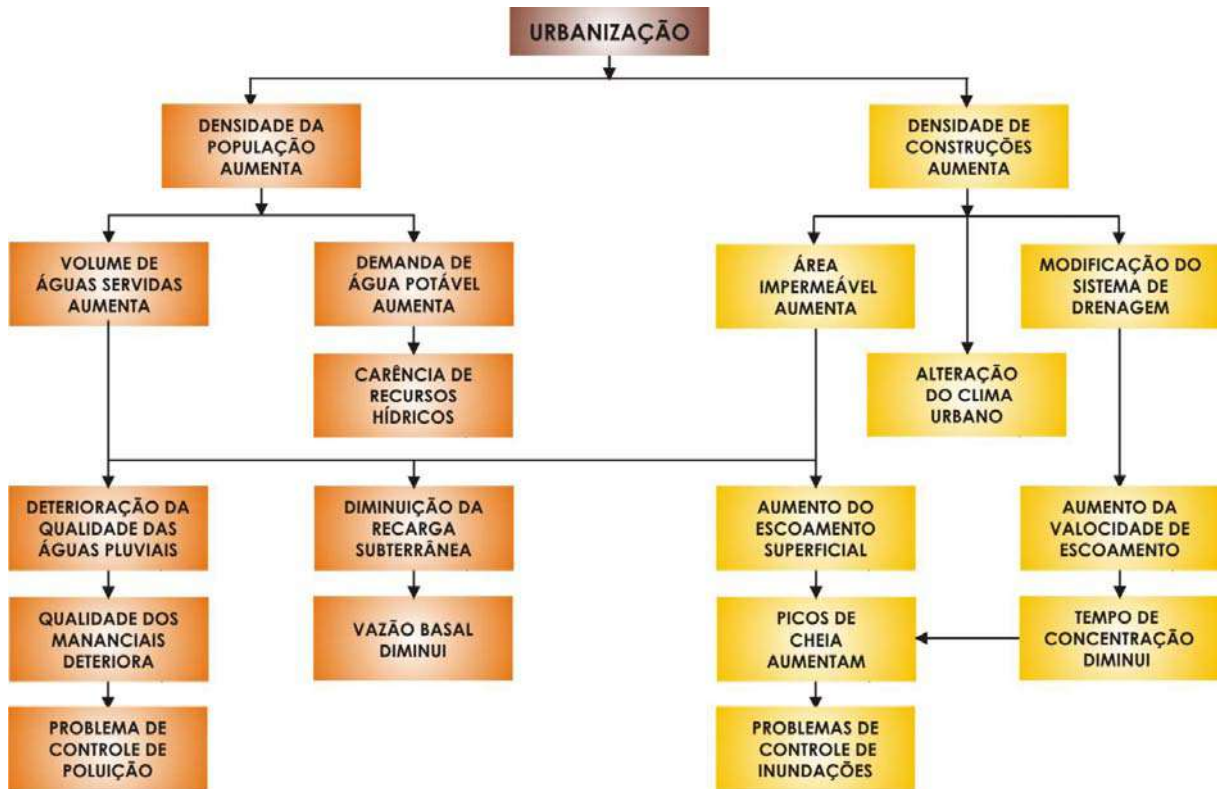 URBANIZAÇÃO
DENSIDADE DA
POPULAÇÃO
AUMENTA
DENSIDADE DE
CONSTRUÇÕES
AUMENTA
VOLUME DE
ÁGUAS SERVIDAS
AUMENTA
DEMANDA DE
ÁGUA POTÁVEL
AUMENTA
ÁREA
IMPERMEÁVEL
AUMENTA
MODIFICAÇÃO DO
SISTEMA DE
DRENAGEM
CARÊNCIA DE
RECURSOS
HÍDRICOS
ALTERAÇÃO
DO CLIMA
URBANO
DETERIORAÇÃO DA
QUALIDADE DAS
ÁGUAS PLUVIAIS
DIMINUIÇÃO DA
RECARGA
SUBTERRÂNEA
AUMENTO DO
ESCOAMENTO
SUPERFICIAL
AUMENTO DA
VALOCIDADE DE
ESCOAMENTO
QUALIDADE DOS
MANANCIAIS
DETERIORA
VAZÃO BASAL
DIMINUI
PICOS DE
CHEIA
AUMENTAM
TEMPO DE
CONCENTRAÇÃO
DIMINUI
PROBLEMA DE
CONTROLE DE
POLUIÇÃO
PROBLEMAS DE
CONTROLE DE
INUNDAÇÕES